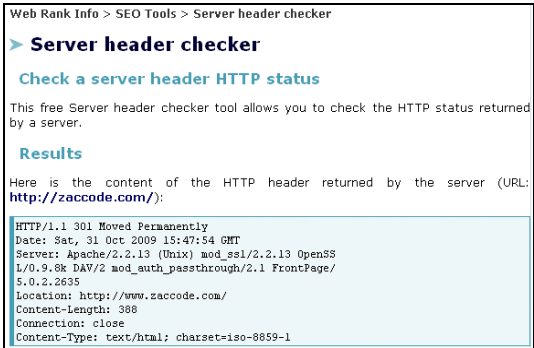 Web Rank Info > SEO Tools > Server header checker
➤ Server header checker
Check a server header HTTP status
This free Server header checker tool allows you to check the HTTP status returned
by a server.
Results
Here is the content of the HTTP header returned by the server (URL:
http://zaccode.com/):
HTTP/1.1 301 Moved Permanently
Date: Sat, 31 Oct 2009 15:47:54 GMT
Server: Apache/2.2.13 (Unix) mod_ssl/2.2.13 OpenSS
L/0.9.8k DAV/2 mod_auth_passthrough/2.1 FrontPage/
5.0.2.2635
Location: http://www.zaccode.com/
Content-Length: 388
Connection: close
Content-Type: text/html; charset=iso-8859-1